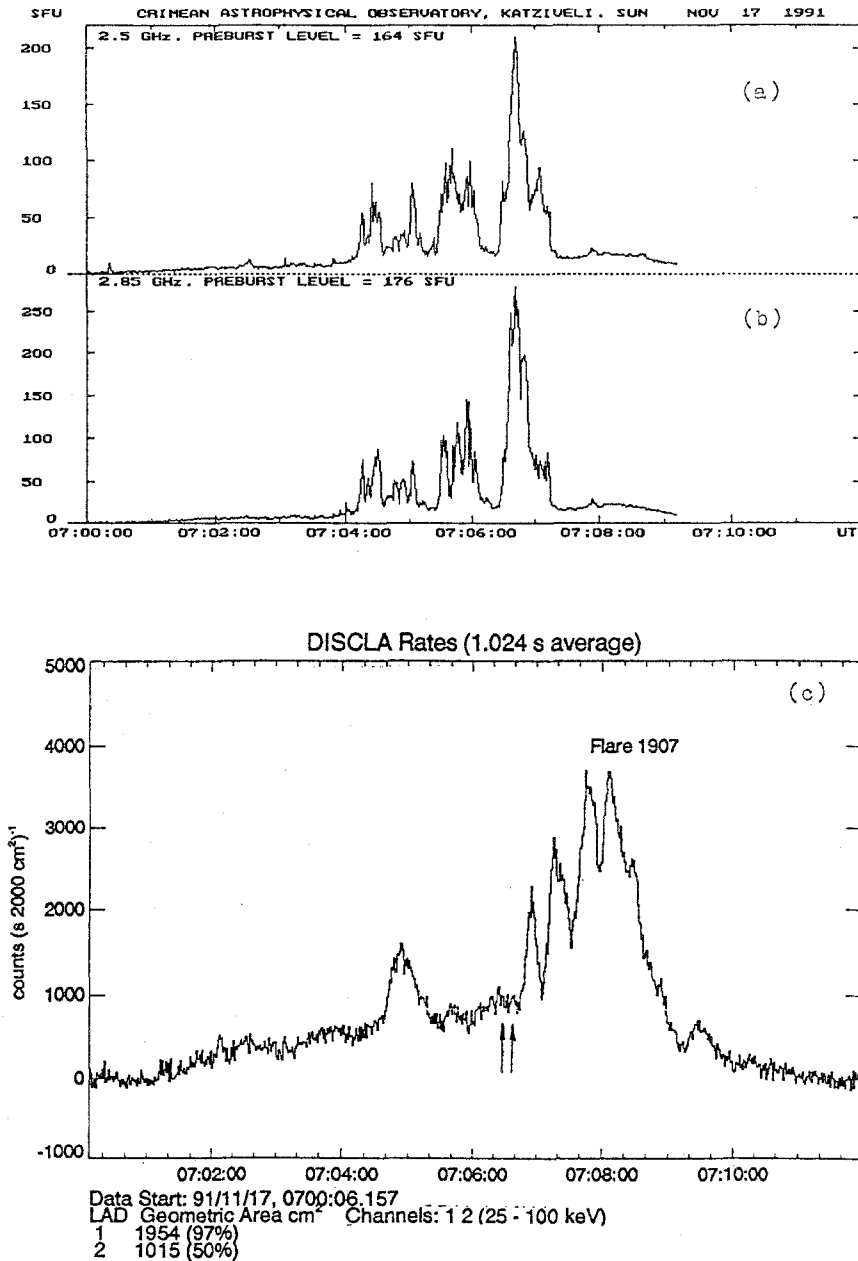 SFU CRIMEAN ASTROPHYSICAL OBSERVATORY, KATZIVELI. SUN NOV 17 1991
2.5 GHz. PREBURST LEVEL = 164 SFU
200
(a)
150
100
50
0
2.85 GHz. PREBURST LEVEL = 176 SFU
(b)
250
200
150
100
50
0
07:00:00 07:02:00 07:04:00 07:06:00 07:08:00 07:10:00 UT
DISCLA Rates (1.024 s average)
5000
(c)
Flare 1907
4000
3000
2000
1000
0
-1000
counts (s 2000 cm²)⁻¹
07:02:00 07:04:00 07:06:00 07:08:00 07:10:00
Data Start: 91/11/17, 0700:06.157
LAD Geometric Area cm² Channels: 1 2 (25 - 100 keV)
1 1954 (97%)
2 1015 (50%)